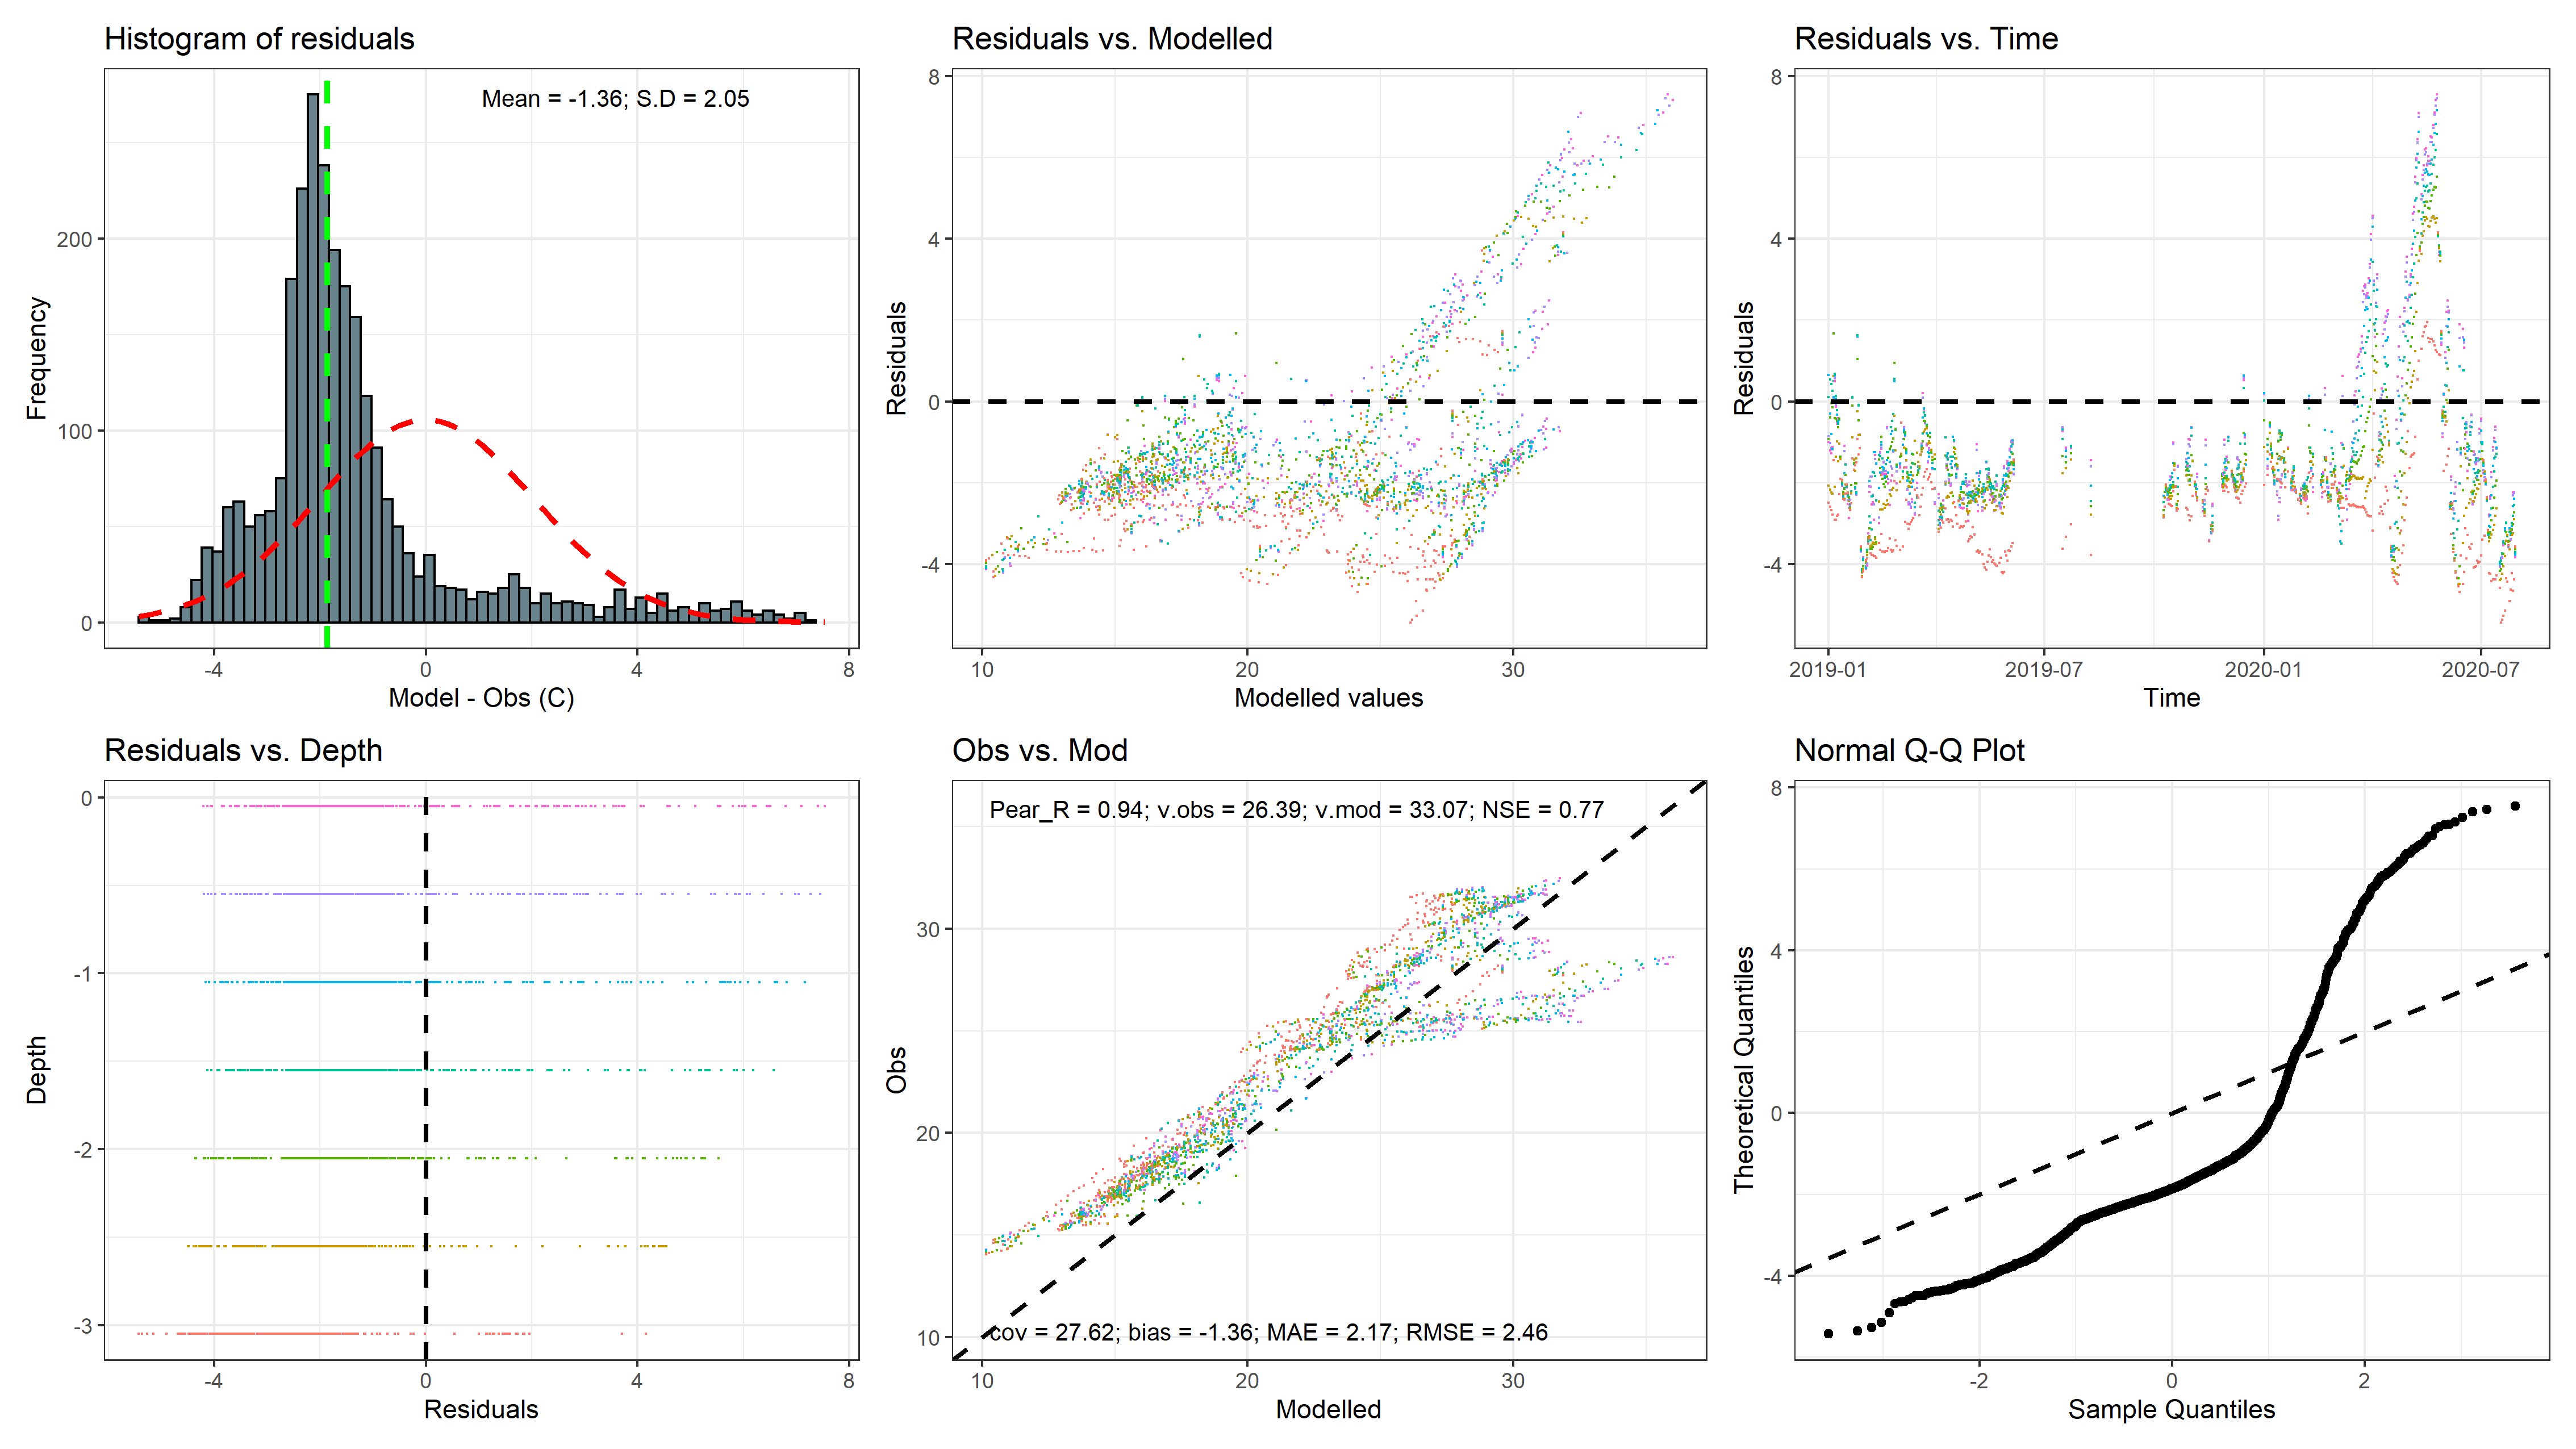 Histogram of residuals
Mean = -1.36; S.D = 2.05
Frequency
200
100
0
-4
0
4
8
Model - Obs (C)
Residuals vs. Modelled
Residuals
8
4
0
-4
10
20
30
Modelled values
Residuals vs. Time
Residuals
8
4
0
-4
2019-01
2019-07
2020-01
2020-07
Time
Residuals vs. Depth
Depth
0
-1
-2
-3
-4
0
4
8
Residuals
Obs vs. Mod
Pear_R = 0.94; v.obs = 26.39; v.mod = 33.07; NSE = 0.77
Obs
30
20
10
cov = 27.62; bias = -1.36; MAE = 2.17; RMSE = 2.46
10
20
30
Modelled
Normal Q-Q Plot
Theoretical Quantiles
8
4
0
-4
-2
0
2
Sample Quantiles